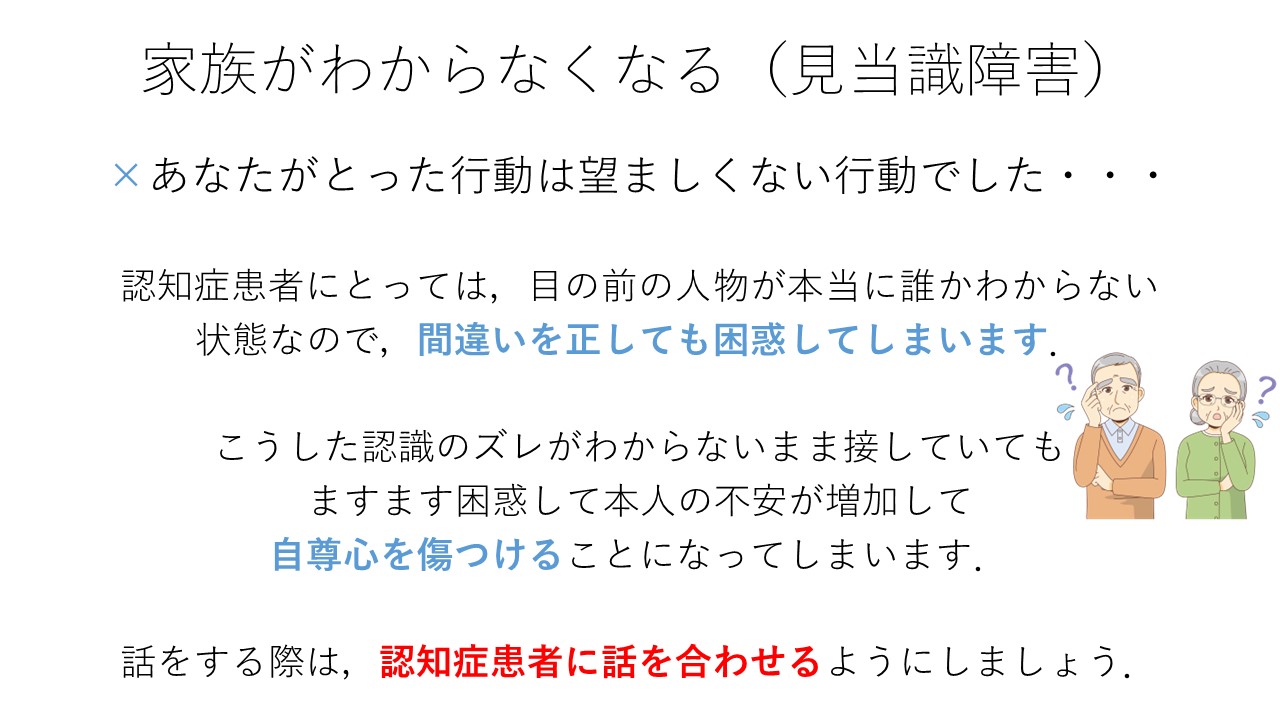 家族がわからなくなる（見当識障害）
×あなたがとった行動は望ましくない行動でした・・・
認知症患者にとっては，目の前の人物が本当に誰かわからない
状態なので，間違いを正しても困惑してしまいます．
こうした認識のズレがわからないまま接していても
ますます困惑して本人の不安が増加して
自尊心を傷つけることになってしまいます．
話をする際は，認知症患者に話を合わせるようにしましょう．
? ?